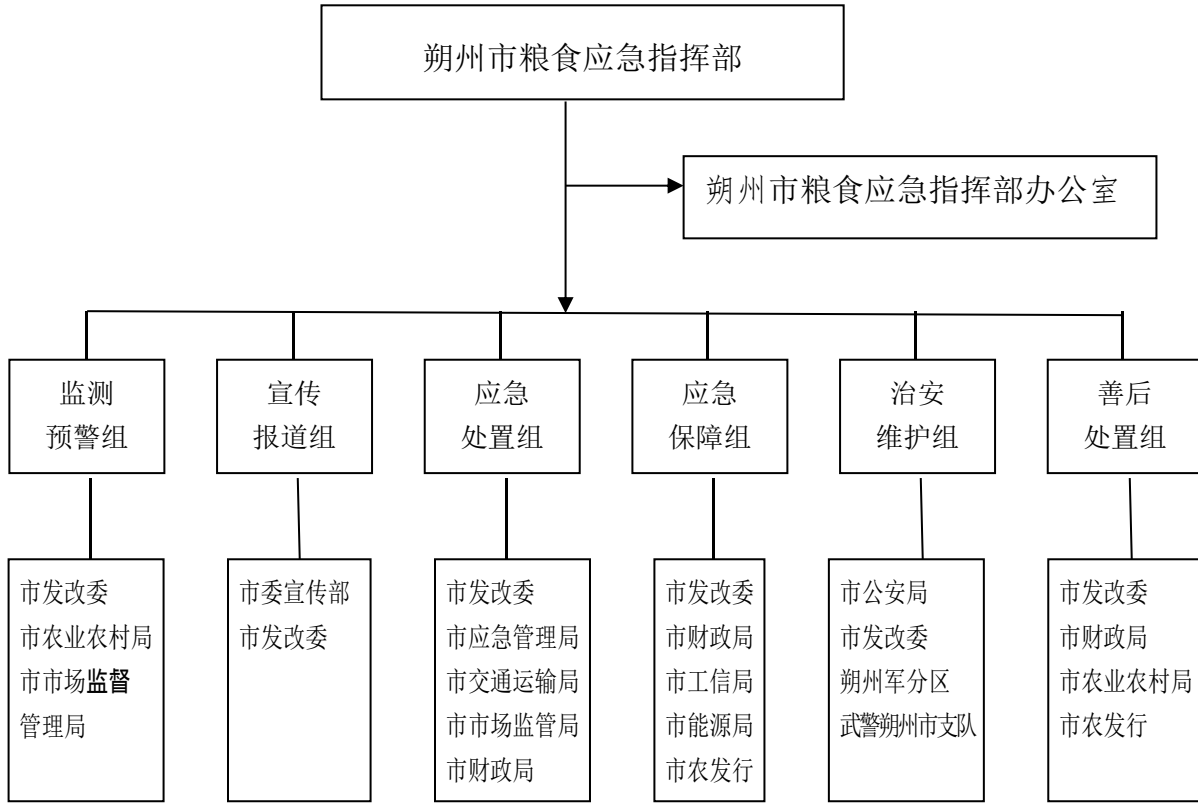 朔州市粮食应急指挥部
朔州市粮食应急指挥部办公室
监测
预警组
宣传
报道组
应急
处置组
应急
保障组
治安
维护组
善后
处置组
市发改委
市农业农村局
市市场监督
管理局
市委宣传部
市发改委
市发改委
市应急管理局
市交通运输局
市市场监管局
市财政局
市发改委
市财政局
市工信局
市能源局
市农发行
市公安局
市发改委
朔州军分区
武警朔州市支队
市发改委
市财政局
市农业农村局
市农发行